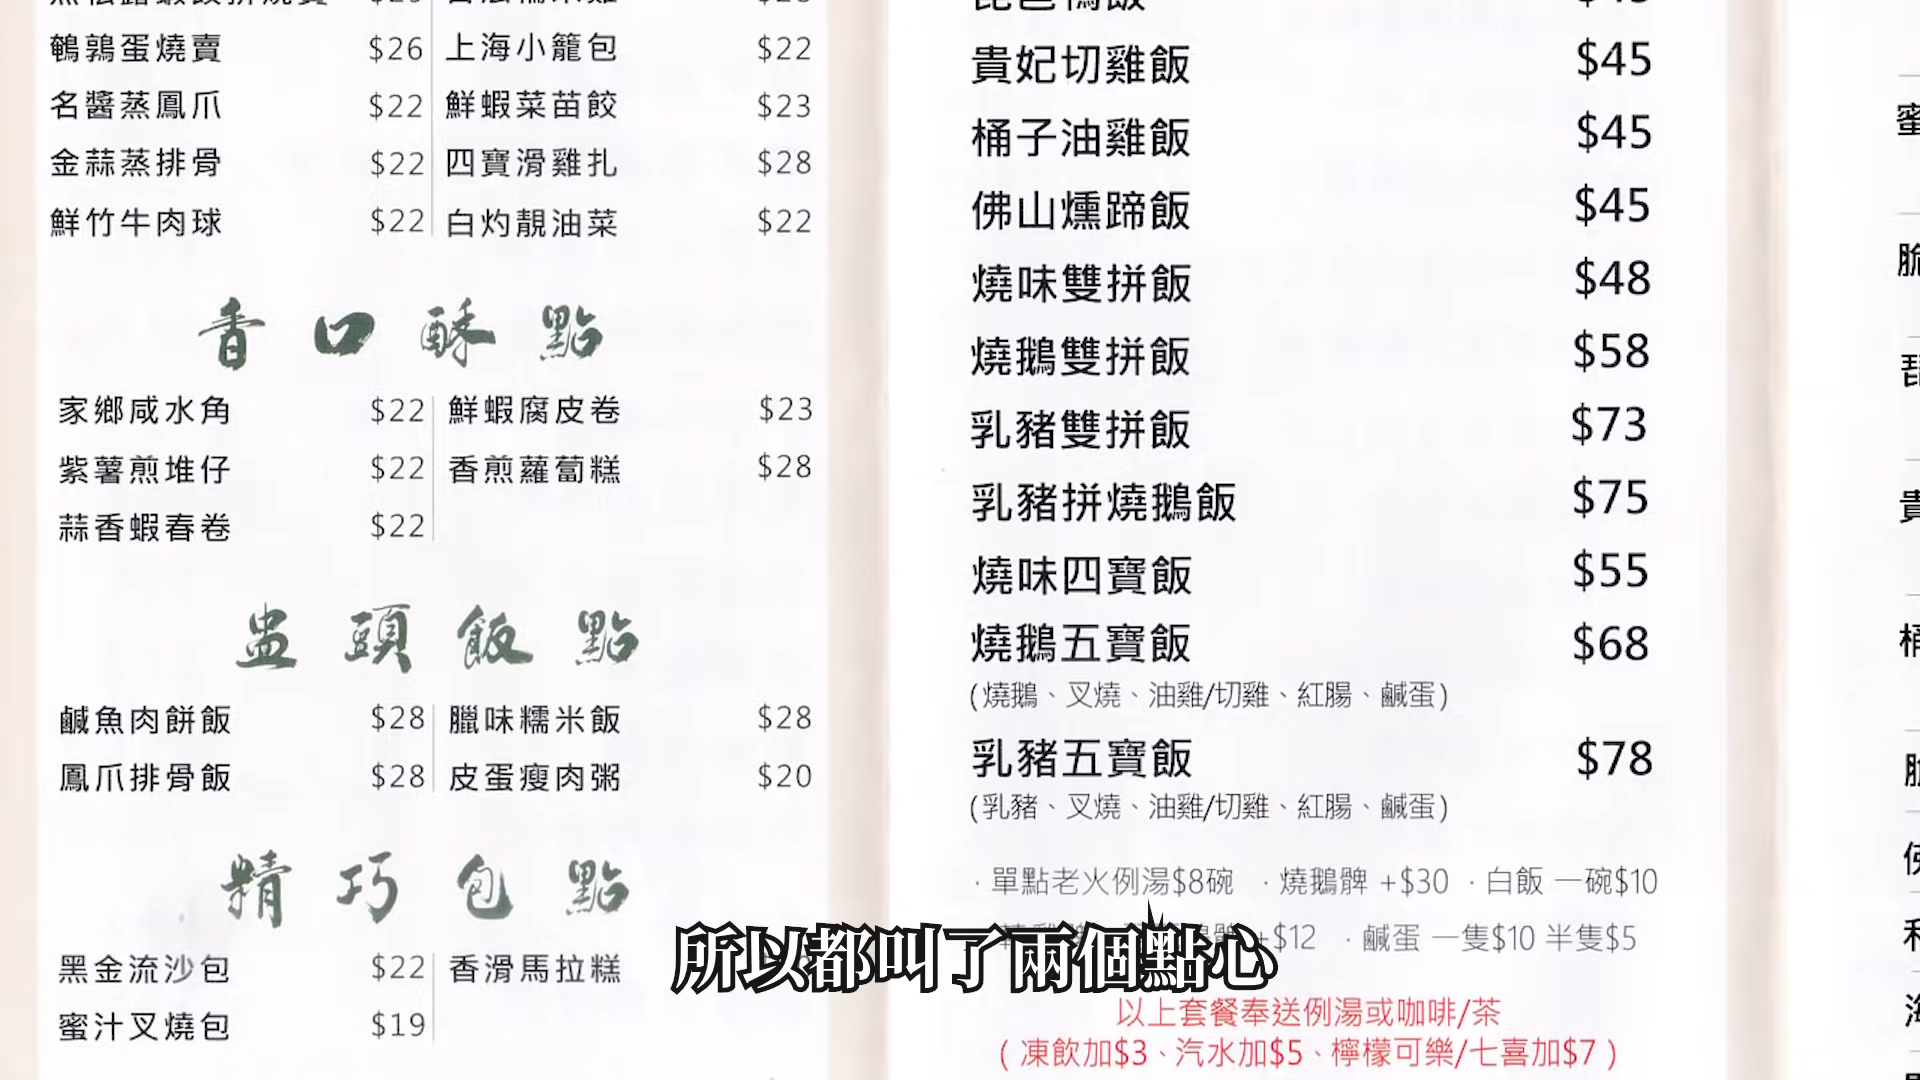 鵪鶉蛋燒賣 $26 上海小籠包 $22
名醬蒸鳳爪 $22 鮮蝦菜苗餃 $23
金蒜蒸排骨 $22 四寶滑雞扎 $28
鮮竹牛肉球 $22 白灼靚油菜 $22
香口酥點
家鄉咸水角 $22 鮮蝦腐皮卷 $23
紫薯煎堆仔 $22 香煎蘿蔔糕 $28
蒜香蝦春卷 $22
盅頭飯點
鹹魚肉餅飯 $28 臘味糯米飯 $28
鳳爪排骨飯 $28 皮蛋瘦肉粥 $20
精巧包點
黑金流沙包 $22 香滑馬拉糕
蜜汁叉燒包 $19
貴妃切雞飯 $45
桶子油雞飯 $45
佛山燻蹄飯 $45
燒味雙拼飯 $48
燒鵝雙拼飯 $58
乳豬雙拼飯 $73
乳豬拼燒鵝飯 $75
燒味四寶飯 $55
燒鵝五寶飯 $68
(燒鵝、叉燒、油雞/切雞、紅腸、鹹蛋)
乳豬五寶飯 $78
(乳豬、叉燒、油雞/切雞、紅腸、鹹蛋)
·單點老火例湯$8碗 ·燒鵝髀 +$30 ·白飯 一碗$10
+$12 ·鹹蛋 一隻$10 半隻$5
以上套餐奉送例湯或咖啡/茶
(凍飲加$3、汽水加$5、檸檬可樂/七喜加$7)
所以都叫了兩個點心